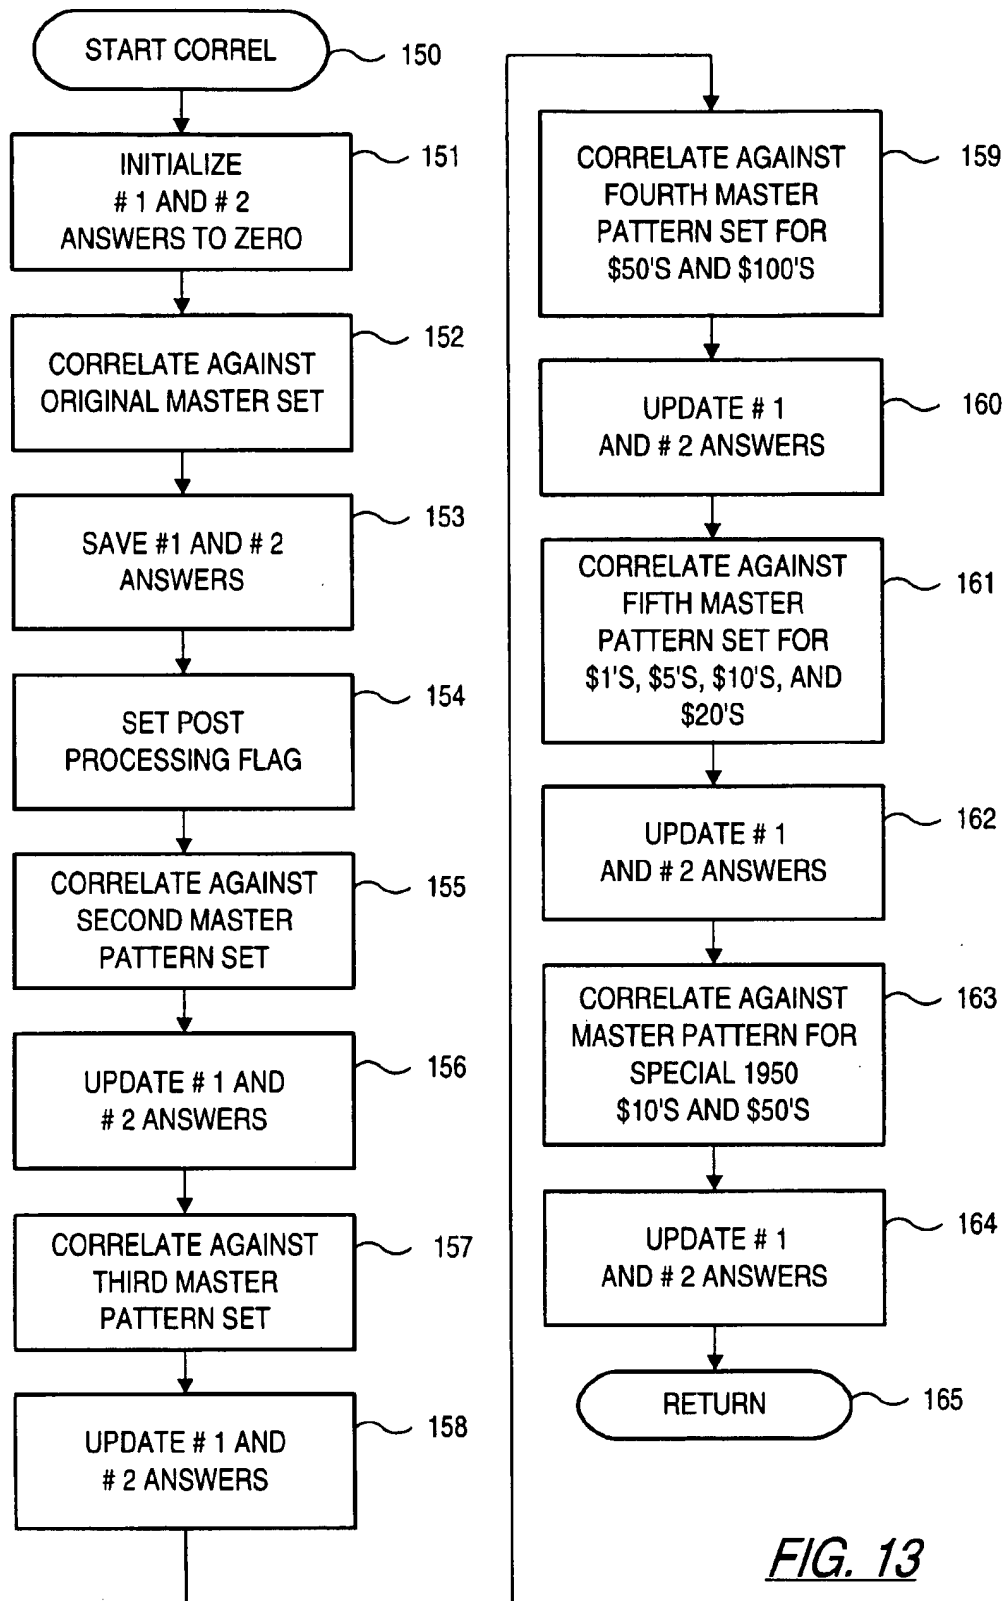 START CORREL
150
INITIALIZE
# 1 AND # 2
ANSWERS TO ZERO
151
CORRELATE AGAINST
ORIGINAL MASTER SET
152
SAVE #1 AND # 2
ANSWERS
153
SET POST
PROCESSING FLAG
154
CORRELATE AGAINST
SECOND MASTER
PATTERN SET
155
UPDATE # 1 AND
# 2 ANSWERS
156
CORRELATE AGAINST
THIRD MASTER
PATTERN SET
157
UPDATE # 1 AND
# 2 ANSWERS
158
CORRELATE AGAINST
FOURTH MASTER
PATTERN SET FOR
$50'S AND $100'S
159
UPDATE # 1
AND # 2 ANSWERS
160
CORRELATE AGAINST
FIFTH MASTER
PATTERN SET FOR
$1'S, $5'S, $10'S, AND
$20'S
161
UPDATE # 1
AND # 2 ANSWERS
162
CORRELATE AGAINST
MASTER PATTERN FOR
SPECIAL 1950
$10'S AND $50'S
163
UPDATE # 1
AND # 2 ANSWERS
164
RETURN
165
FIG. 13